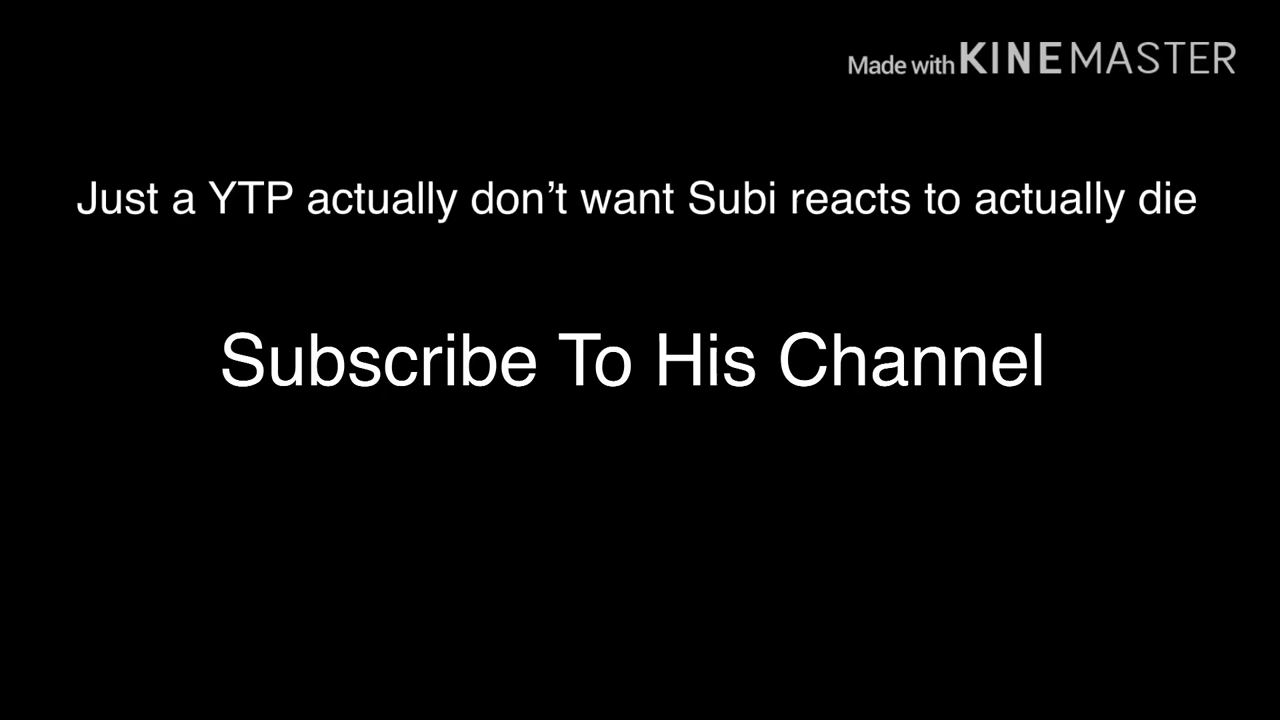 Made with KINEMASTER
Just a YTP actually don’t want Subi reacts to actually die
Subscribe To His Channel